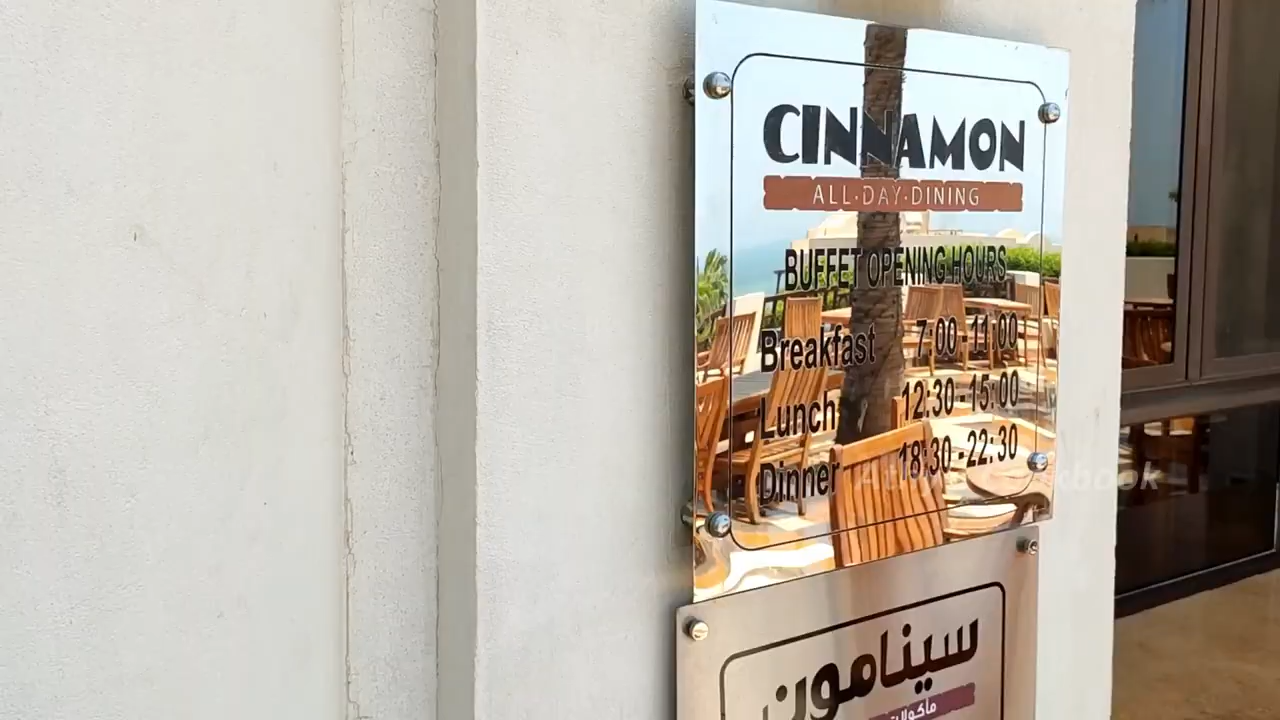 CINNAMON
ALL·DAY·DINING
BUFFET OPENING HOURS
Breakfast 7:00-11:00
Lunch 12:30-15:00
Dinner 18:30-22:30
سينامون